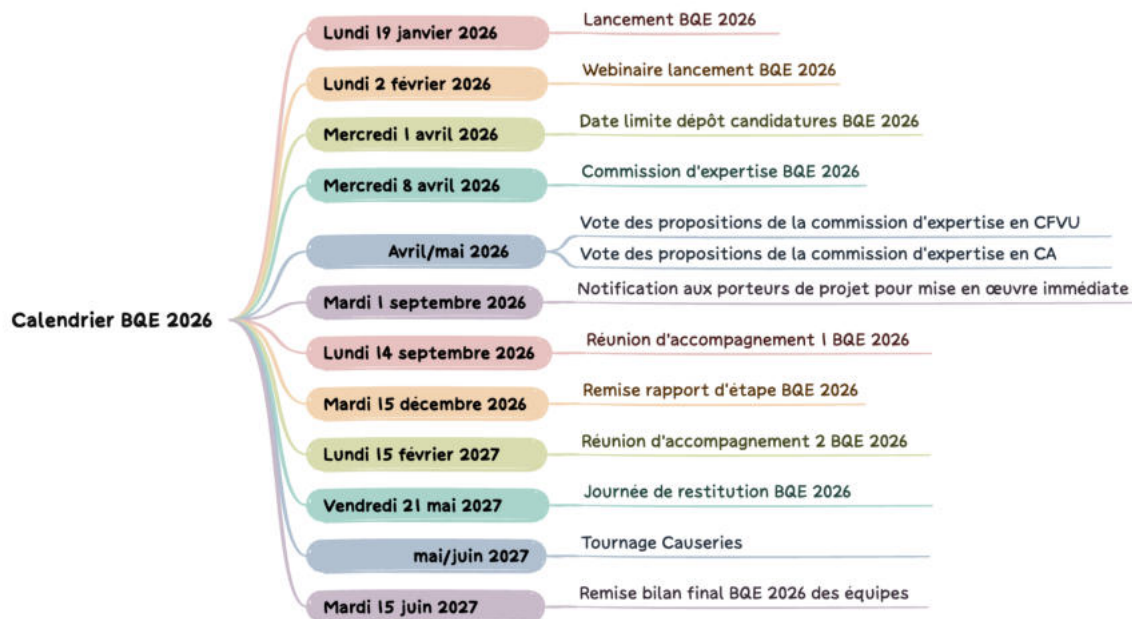 Lundi 19 janvier 2026
Lancement BQE 2026
Lundi 2 février 2026
Webinaire lancement BQE 2026
Mercredi 1 avril 2026
Date limite dépôt candidatures BQE 2026
Mercredi 8 avril 2026
Commission d'expertise BQE 2026
Avril/mai 2026
Vote des propositions de la commission d'expertise en CFVU
Vote des propositions de la commission d'expertise en CA
Calendrier BQE 2026
Mardi 1 septembre 2026
Notification aux porteurs de projet pour mise en œuvre immédiate
Lundi 14 septembre 2026
Réunion d'accompagnement 1 BQE 2026
Mardi 15 décembre 2026
Remise rapport d'étape BQE 2026
Lundi 15 février 2027
Réunion d'accompagnement 2 BQE 2026
Vendredi 21 mai 2027
Journée de restitution BQE 2026
mai/juin 2027
Tournage Causeries
Mardi 15 juin 2027
Remise bilan final BQE 2026 des équipes